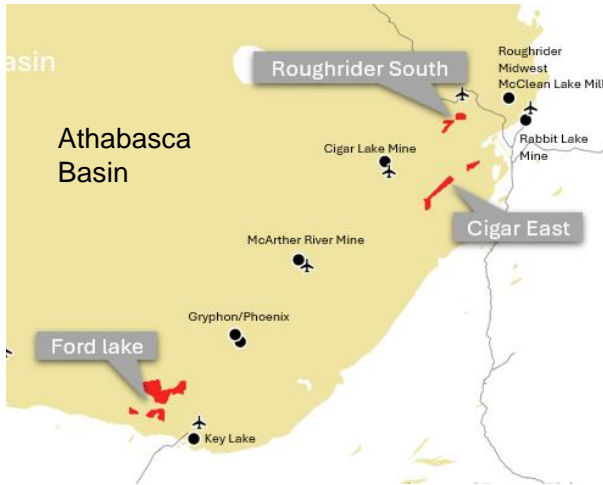 asin
Roughrider South
Roughrider
Midwest
McClean Lake Mill
Athabasca
Basin
Cigar Lake Mine
Rabbit Lake
Mine
Cigar East
McArther River Mine
Gryphon/Phoenix
Ford lake
Key Lake